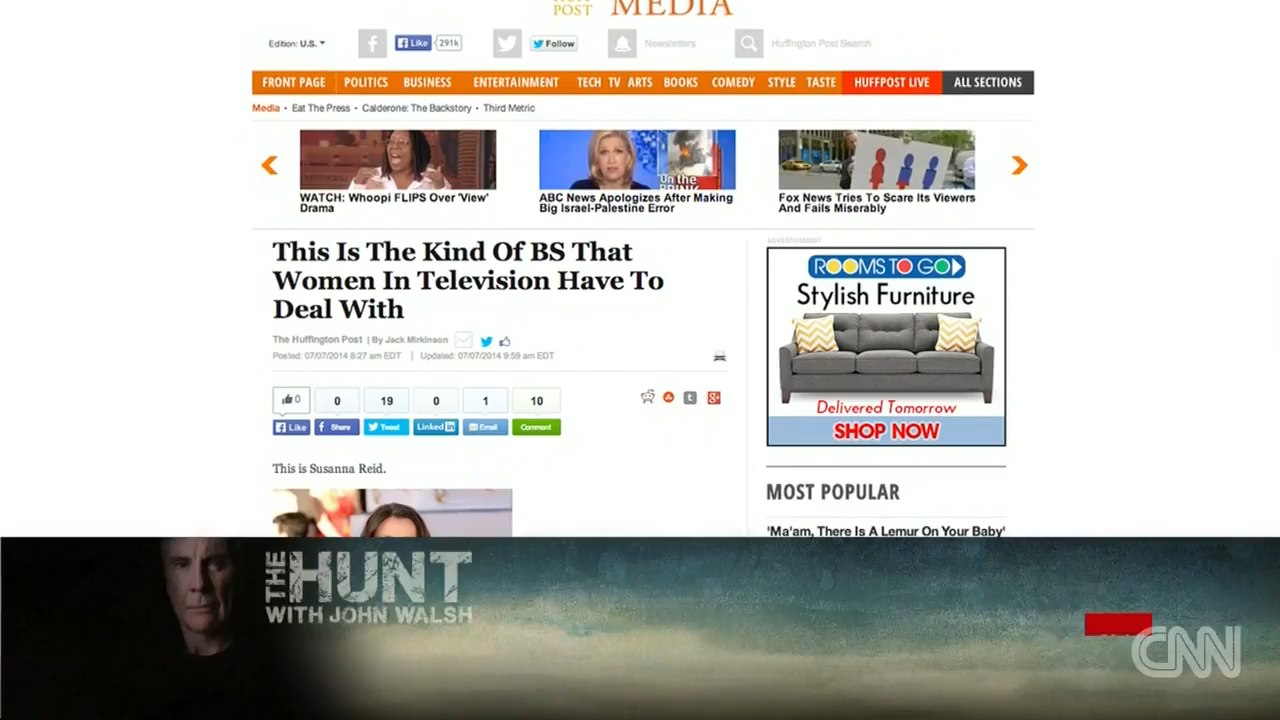 HUFF
POST MEDIA
Edition: U.S.
f Like 291k
Follow
Newsletters
Huffington Post Search
FRONT PAGE POLITICS BUSINESS ENTERTAINMENT TECH TV ARTS BOOKS COMEDY STYLE TASTE HUFFPOST LIVE ALL SECTIONS
Media • Eat The Press • Calderone: The Backstory • Third Metric
On the
BRINK
WATCH: Whoopi FLIPS Over 'View'
Drama
ABC News Apologizes After Making
Big Israel-Palestine Error
Fox News Tries To Scare Its Viewers
And Fails Miserably
This Is The Kind Of BS That
Women In Television Have To
Deal With
The Huffington Post | By Jack Mirkinson
Posted: 07/07/2014 8:27 am EDT | Updated: 07/07/2014 9:59 am EDT
0 0 19 0 1 10
Like Share Tweet Linked in Email Comment
This is Susanna Reid.
ADVERTISEMENT
ROOMS TO GO
Stylish Furniture
Delivered Tomorrow
SHOP NOW
MOST POPULAR
'Ma'am, There Is A Lemur On Your Baby'
THE HUNT
WITH JOHN WALSH
CNN